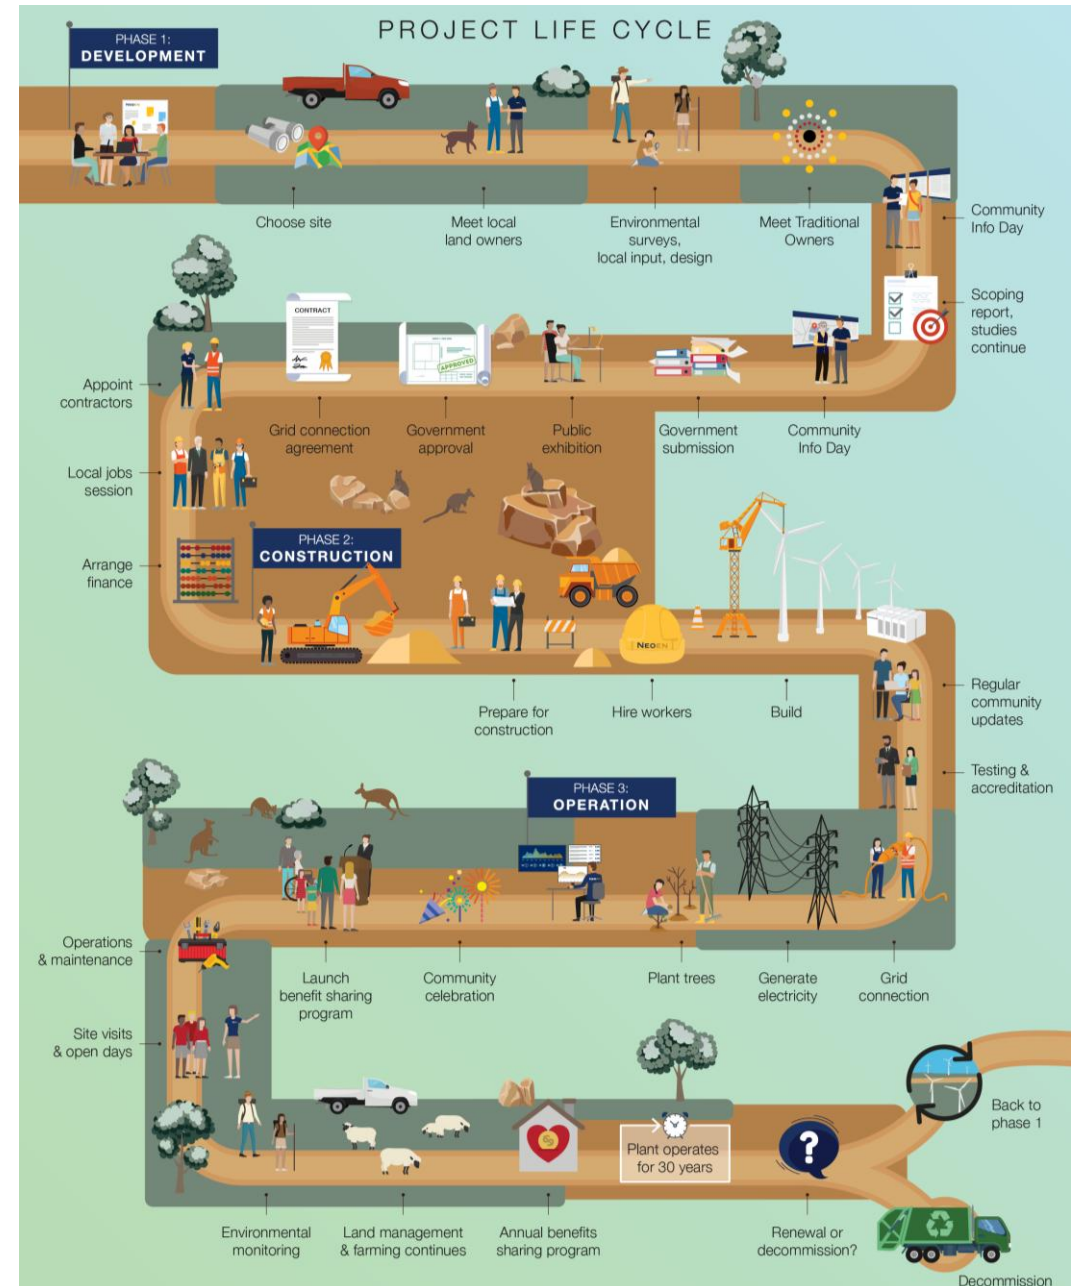 PROJECT LIFE CYCLE
PHASE 1:
DEVELOPMENT
Choose site
Meet local
land owners
Environmental
surveys,
local input, design
Meet Traditional
Owners
Community
Info Day
Scoping
report,
studies
continue
Community
Info Day
Government
submission
Public
exhibition
APPROVED
Government
approval
CONTRACT
Grid connection
agreement
Appoint
contractors
Local jobs
session
Arrange
finance
PHASE 2:
CONSTRUCTION
Prepare for
construction
NEOEN
Hire workers
Build
Regular
community
updates
Testing &
accreditation
Grid
connection
Generate
electricity
Plant trees
PHASE 3:
OPERATION
Community
celebration
Launch
benefit sharing
program
Operations
& maintenance
Site visits
& open days
Environmental
monitoring
Land management
& farming continues
Annual benefits
sharing program
Plant operates
for 30 years
?
Renewal or
decommission?
Back to
phase 1
Decommission